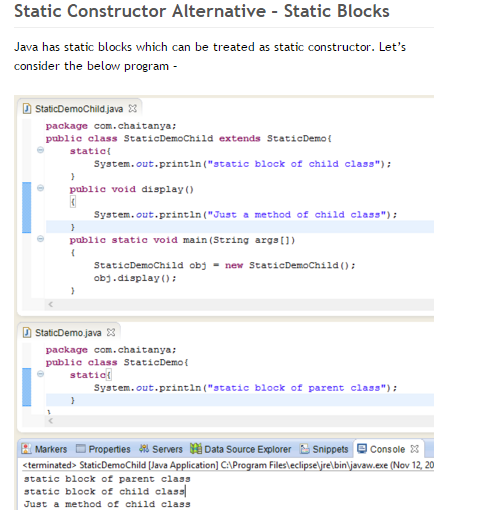 Static Constructor Alternative - Static Blocks
Java has static blocks which can be treated as static constructor. Let's
consider the below program -
StaticDemoChild.java
package com.chaitanya;
public class StaticDemoChild extends StaticDemo{
static{
System.out.println("static block of child class");
}
public void display()
{
System.out.println("Just a method of child class");
}
public static void main(String args[])
{
StaticDemoChild obj = new StaticDemoChild();
obj.display();
}
StaticDemo.java
package com.chaitanya;
public class StaticDemo{
static{
System.out.println("static block of parent class");
}
}
Markers Properties Servers Data Source Explorer Snippets Console
<terminated> StaticDemoChild [Java Application] C:\Program Files\eclipse\jre\bin\javaw.exe (Nov 12, 20
static block of parent class
static block of child class
Just a method of child class